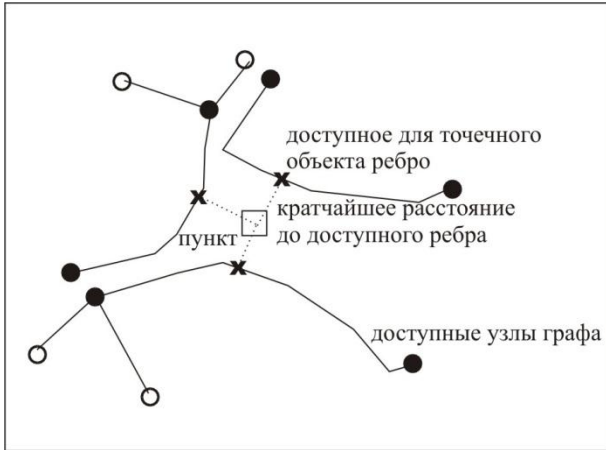 доступное для точечного
объекта ребро
кратчайшее расстояние
до доступного ребра
пункт
доступные узлы графа